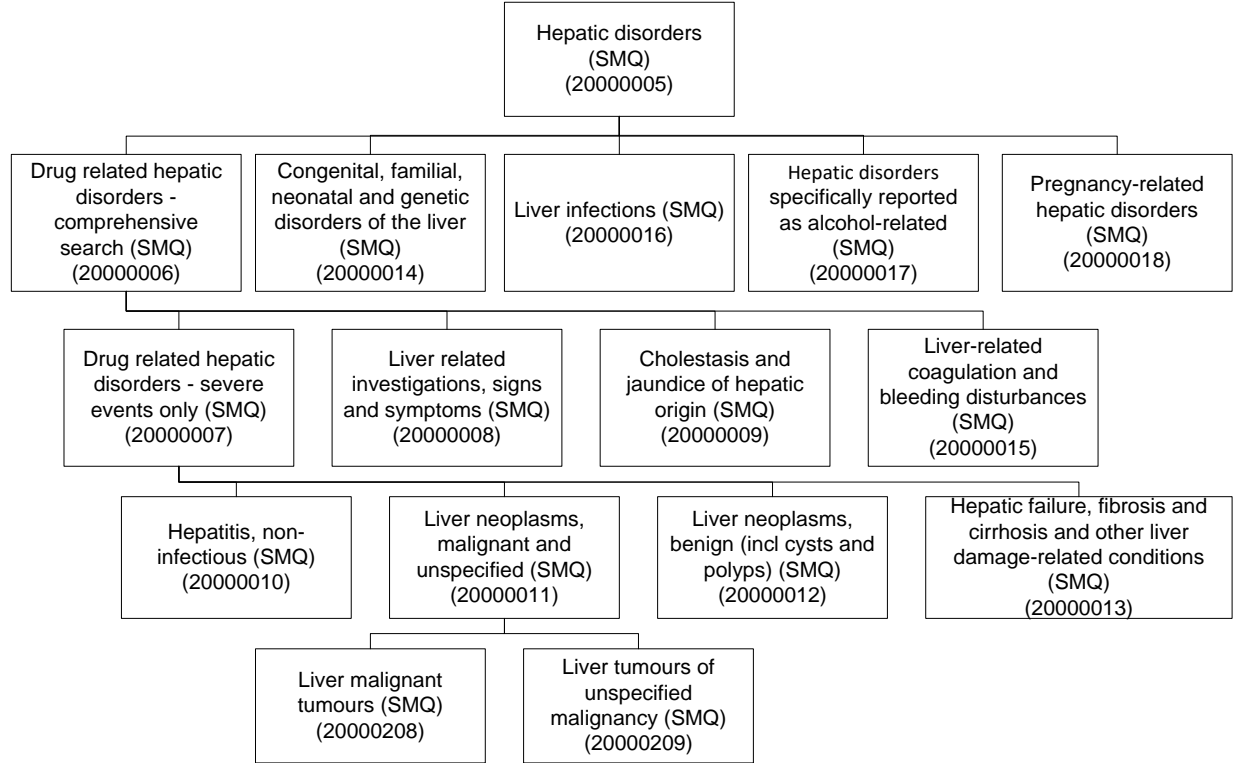 Hepatic disorders
(SMQ)
(20000005)
Drug related hepatic
disorders -
comprehensive
search (SMQ)
(20000006)
Congenital, familial,
neonatal and genetic
disorders of the liver
(SMQ)
(20000014)
Liver infections (SMQ)
(20000016)
Hepatic disorders
specifically reported
as alcohol-related
(SMQ)
(20000017)
Pregnancy-related
hepatic disorders
(SMQ)
(20000018)
Drug related hepatic
disorders - severe
events only (SMQ)
(20000007)
Liver related
investigations, signs
and symptoms (SMQ)
(20000008)
Cholestasis and
jaundice of hepatic
origin (SMQ)
(20000009)
Liver-related
coagulation and
bleeding disturbances
(SMQ)
(20000015)
Hepatitis, non-
infectious (SMQ)
(20000010)
Liver neoplasms,
malignant and
unspecified (SMQ)
(20000011)
Liver neoplasms,
benign (incl cysts and
polyps) (SMQ)
(20000012)
Hepatic failure, fibrosis and
cirrhosis and other liver
damage-related conditions
(SMQ)
(20000013)
Liver malignant
tumours (SMQ)
(20000208)
Liver tumours of
unspecified
malignancy (SMQ)
(20000209)